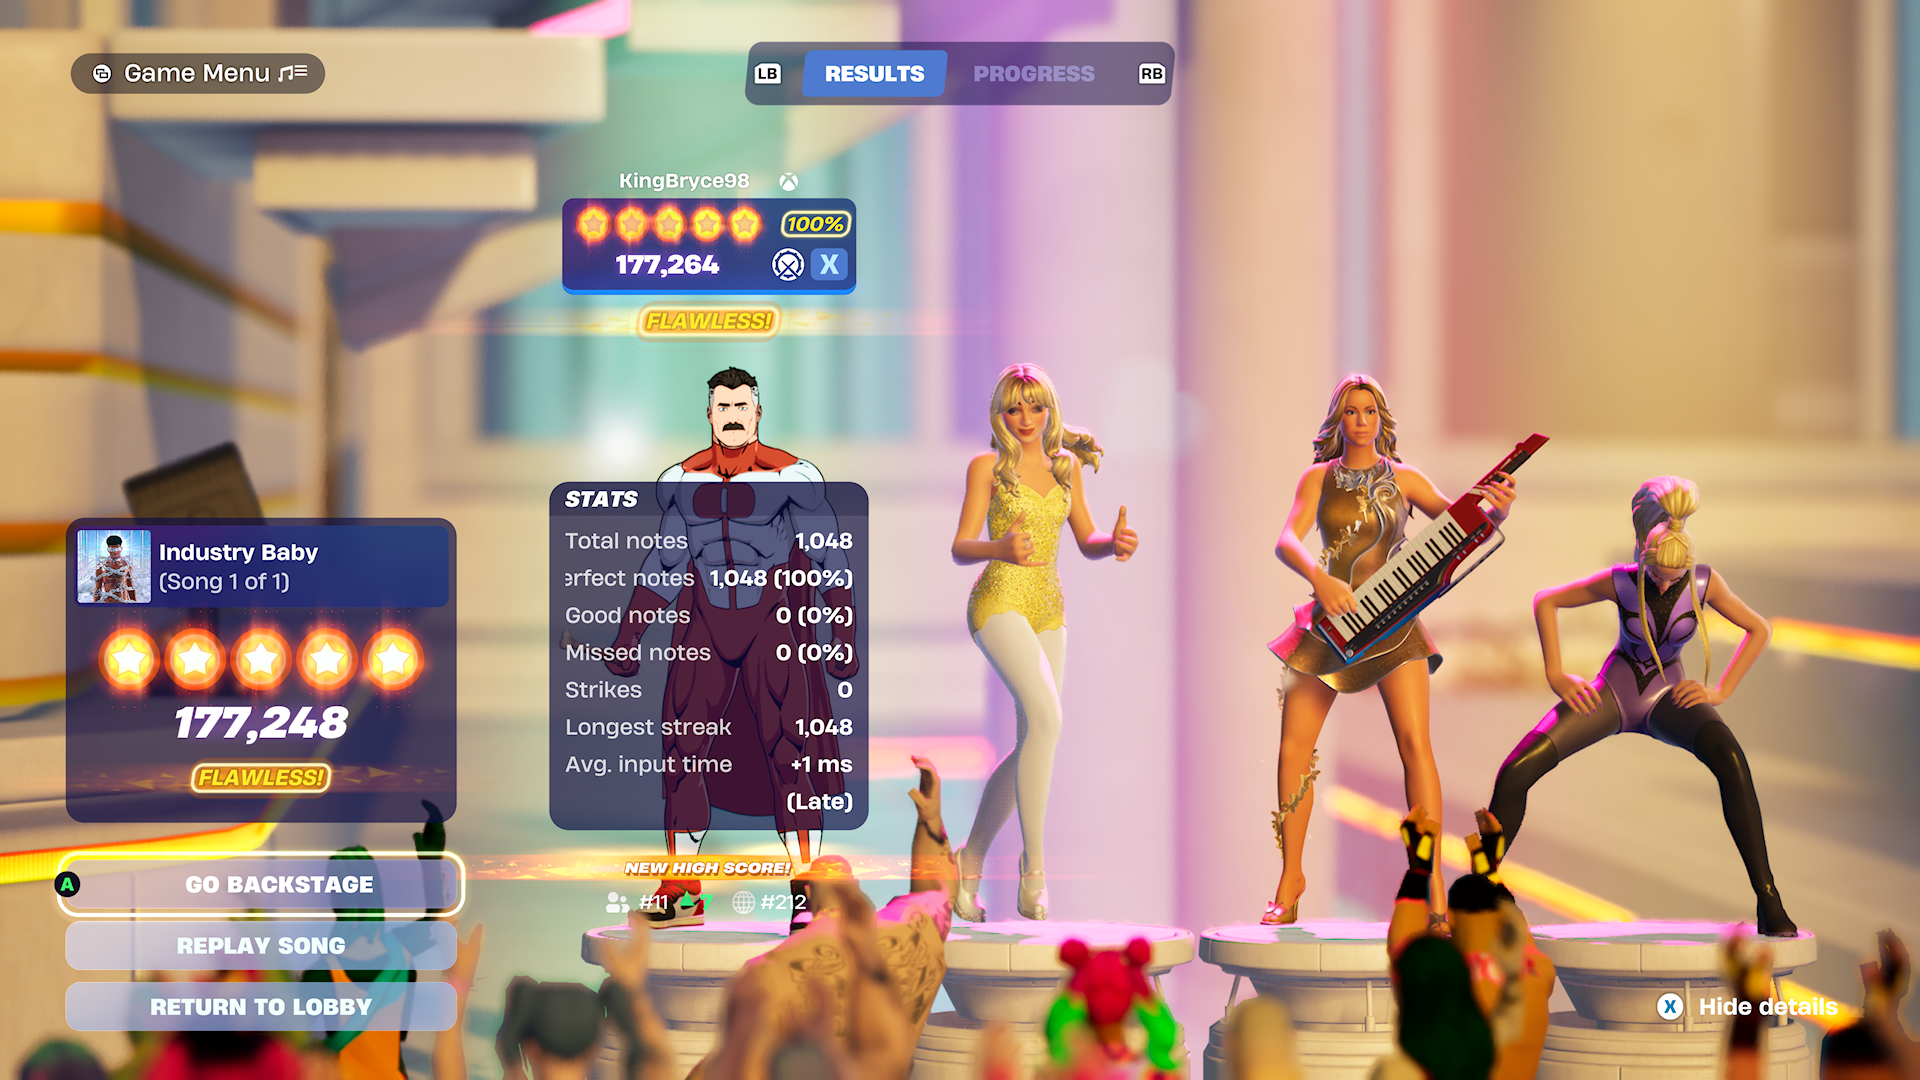 Game Menu
LB RESULTS PROGRESS RB
KingBryce98
100%
177,264
X
FLAWLESS!
STATS
Total notes 1,048
erfect notes 1,048 (100%)
Good notes 0 (0%)
Missed notes 0 (0%)
Strikes 0
Longest streak 1,048
Avg. input time +1 ms
(Late)
NEW HIGH SCORE!
#11 7 #212
Industry Baby
(Song 1 of 1)
177,248
FLAWLESS!
A GO BACKSTAGE
REPLAY SONG
RETURN TO LOBBY
X Hide details